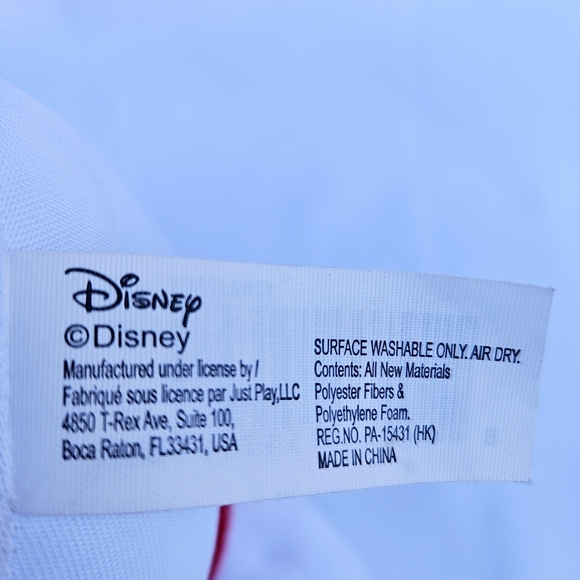 Disney
©Disney
Manufactured under license by /
Fabriqué sous licence par Just Play,LLC
4850 T-Rex Ave, Suite 100,
Boca Raton, FL33431, USA
SURFACE WASHABLE ONLY. AIR DRY.
Contents: All New Materials
Polyester Fibers &
Polyethylene Foam.
REG.NO. PA-15431 (HK)
MADE IN CHINA